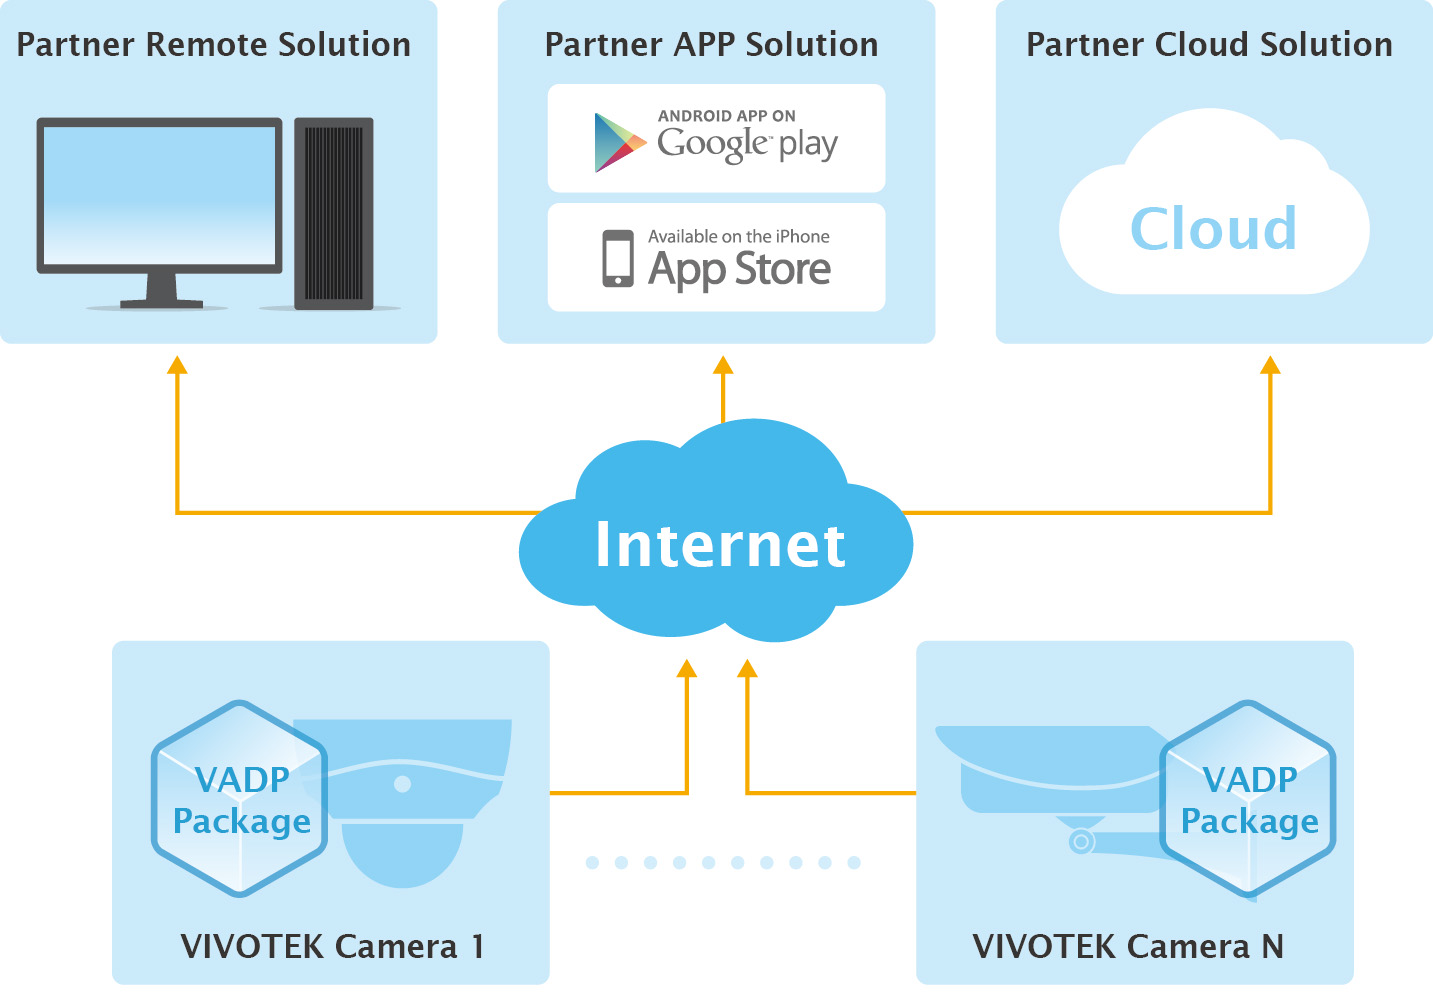 Partner Remote Solution
Partner APP Solution
ANDROID APP ON
Google™ play
Available on the iPhone
App Store
Partner Cloud Solution
Cloud
Internet
VADP
Package
VIVOTEK Camera 1
VADP
Package
VIVOTEK Camera N